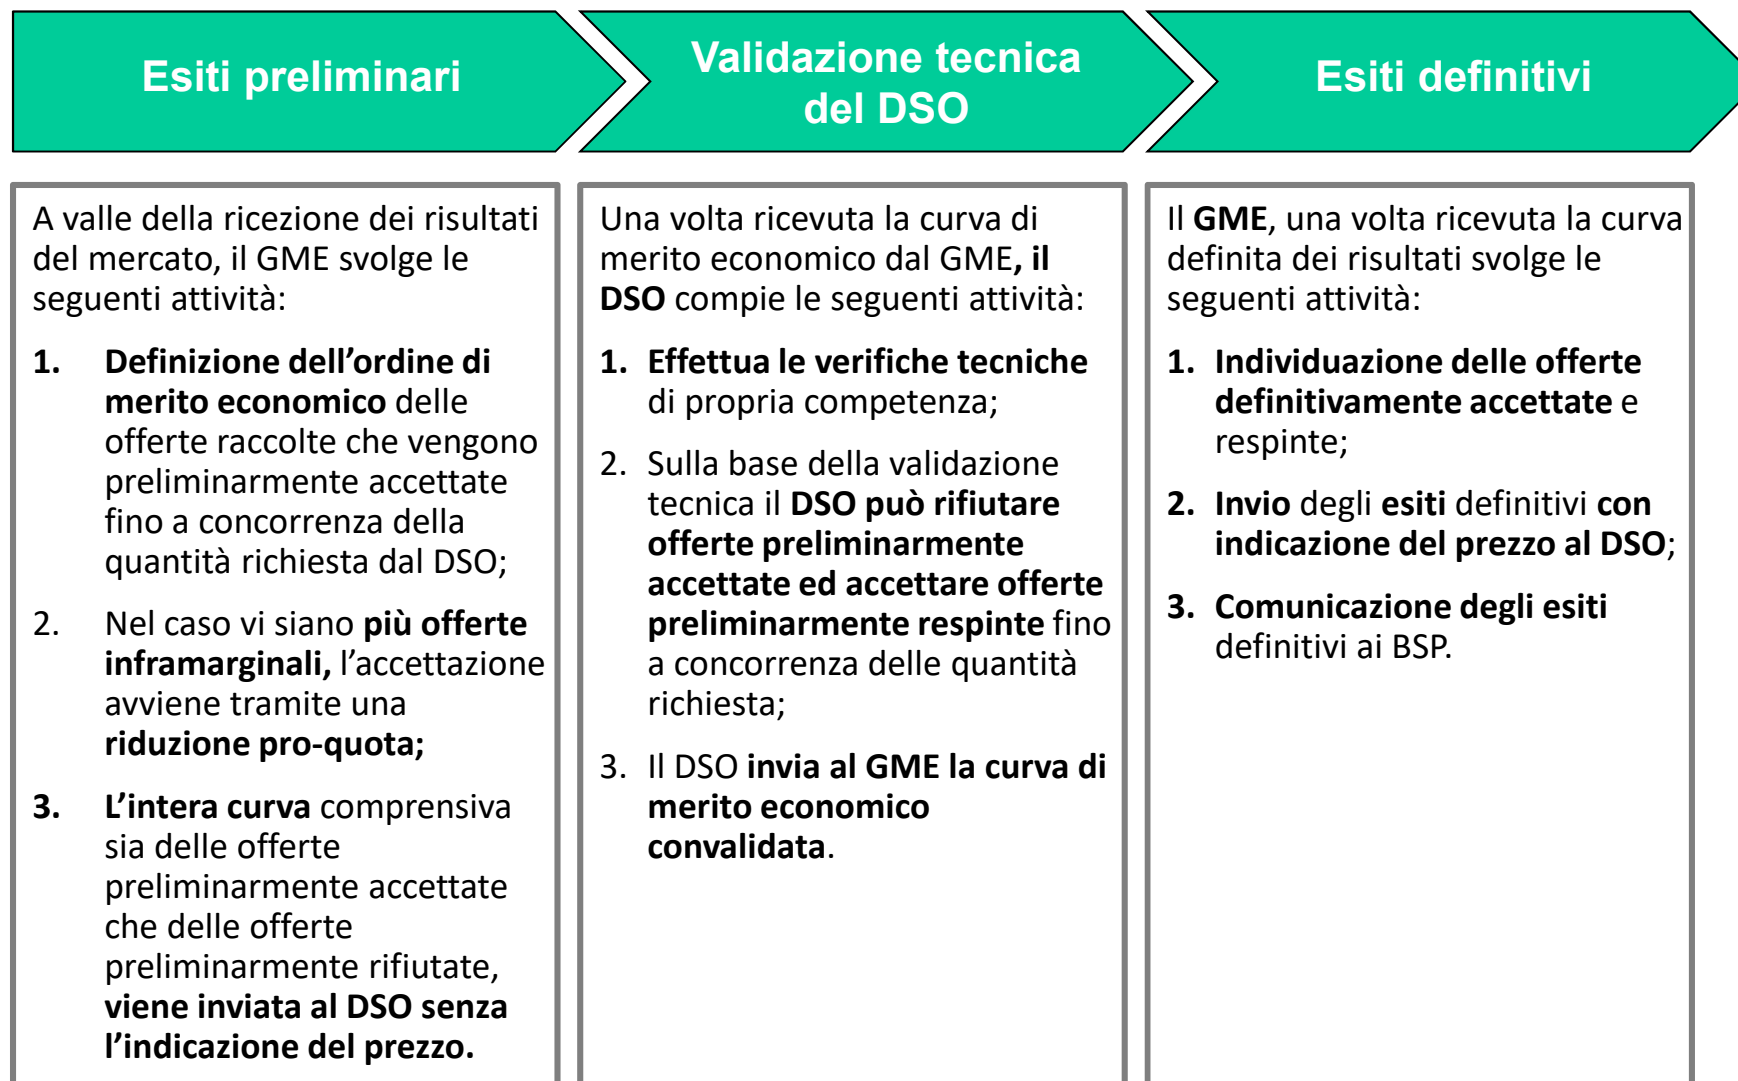 Esiti preliminari
Validazione tecnica
del DSO
Esiti definitivi
A valle della ricezione dei risultati
del mercato, il GME svolge le
seguenti attività:
1. Definizione dell’ordine di
merito economico delle
offerte raccolte che vengono
preliminarmente accettate
fino a concorrenza della
quantità richiesta dal DSO;
2. Nel caso vi siano più offerte
inframarginali, l’accettazione
avviene tramite una
riduzione pro-quota;
3. L’intera curva comprensiva
sia delle offerte
preliminarmente accettate
che delle offerte
preliminarmente rifiutate,
viene inviata al DSO senza
l’indicazione del prezzo.
Una volta ricevuta la curva di
merito economico dal GME, il
DSO compie le seguenti attività:
1. Effettua le verifiche tecniche
di propria competenza;
2. Sulla base della validazione
tecnica il DSO può rifiutare
offerte preliminarmente
accettate ed accettare offerte
preliminarmente respinte fino
a concorrenza delle quantità
richiesta;
3. Il DSO invia al GME la curva di
merito economico
convalidata.
Il GME, una volta ricevuta la curva
definita dei risultati svolge le
seguenti attività:
1. Individuazione delle offerte
definitivamente accettate e
respinte;
2. Invio degli esiti definitivi con
indicazione del prezzo al DSO;
3. Comunicazione degli esiti
definitivi ai BSP.